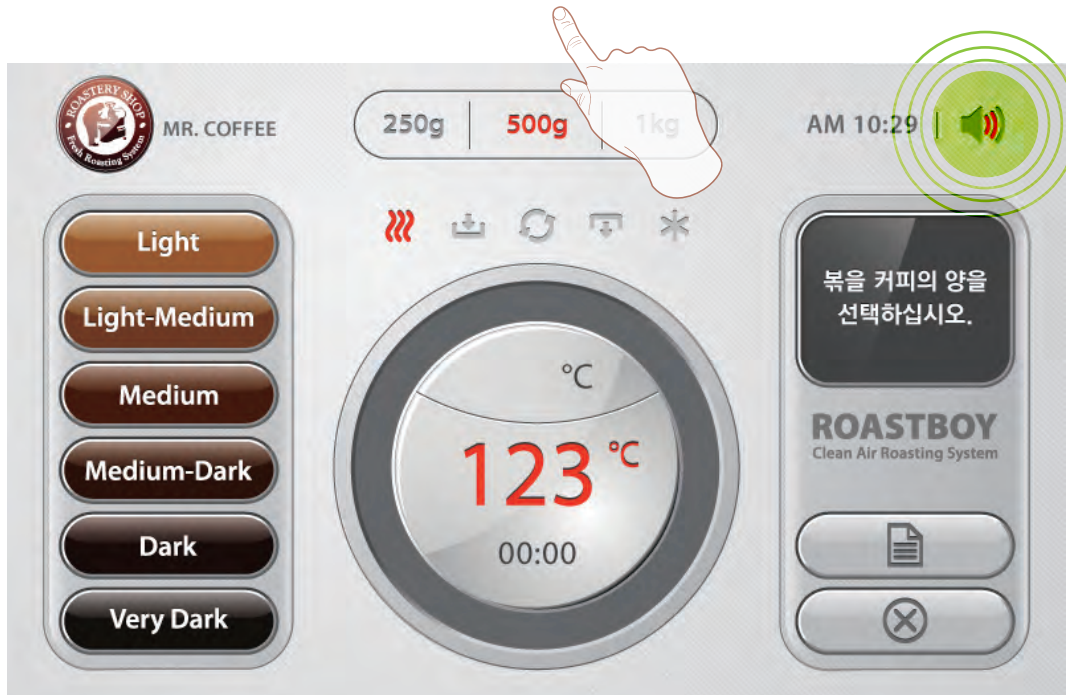 ROASTERY SHOP
Fresh Roasting System
MR. COFFEE
250g
500g
1kg
AM 10:29
Light
Light-Medium
Medium
Medium-Dark
Dark
Very Dark
°C
123 °C
00:00
볶을 커피의 양을
선택하십시오.
ROASTBOY
Clean Air Roasting System